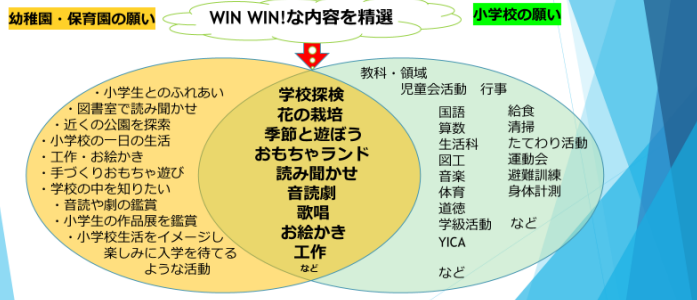 幼稚園・保育園の願い
WIN WIN!な内容を精選
小学校の願い
・小学生とのふれあい
・図書室で読み聞かせ
・近くの公園を探索
・小学校の一日の生活
・工作・お絵かき
・手づくりおもちゃ遊び
・学校の中を知りたい
・音読や劇の鑑賞
・小学生の作品展を鑑賞
・小学校生活をイメージし
楽しみに入学を待てる
ような活動
学校探検
花の栽培
季節と遊ぼう
おもちゃランド
読み聞かせ
音読劇
歌唱
お絵かき
工作
など
教科・領域
児童会活動 行事
国語
算数
生活科
図工
音楽
体育
道徳
学級活動
YICA
など
給食
清掃
たてわり活動
運動会
避難訓練
身体計測
など